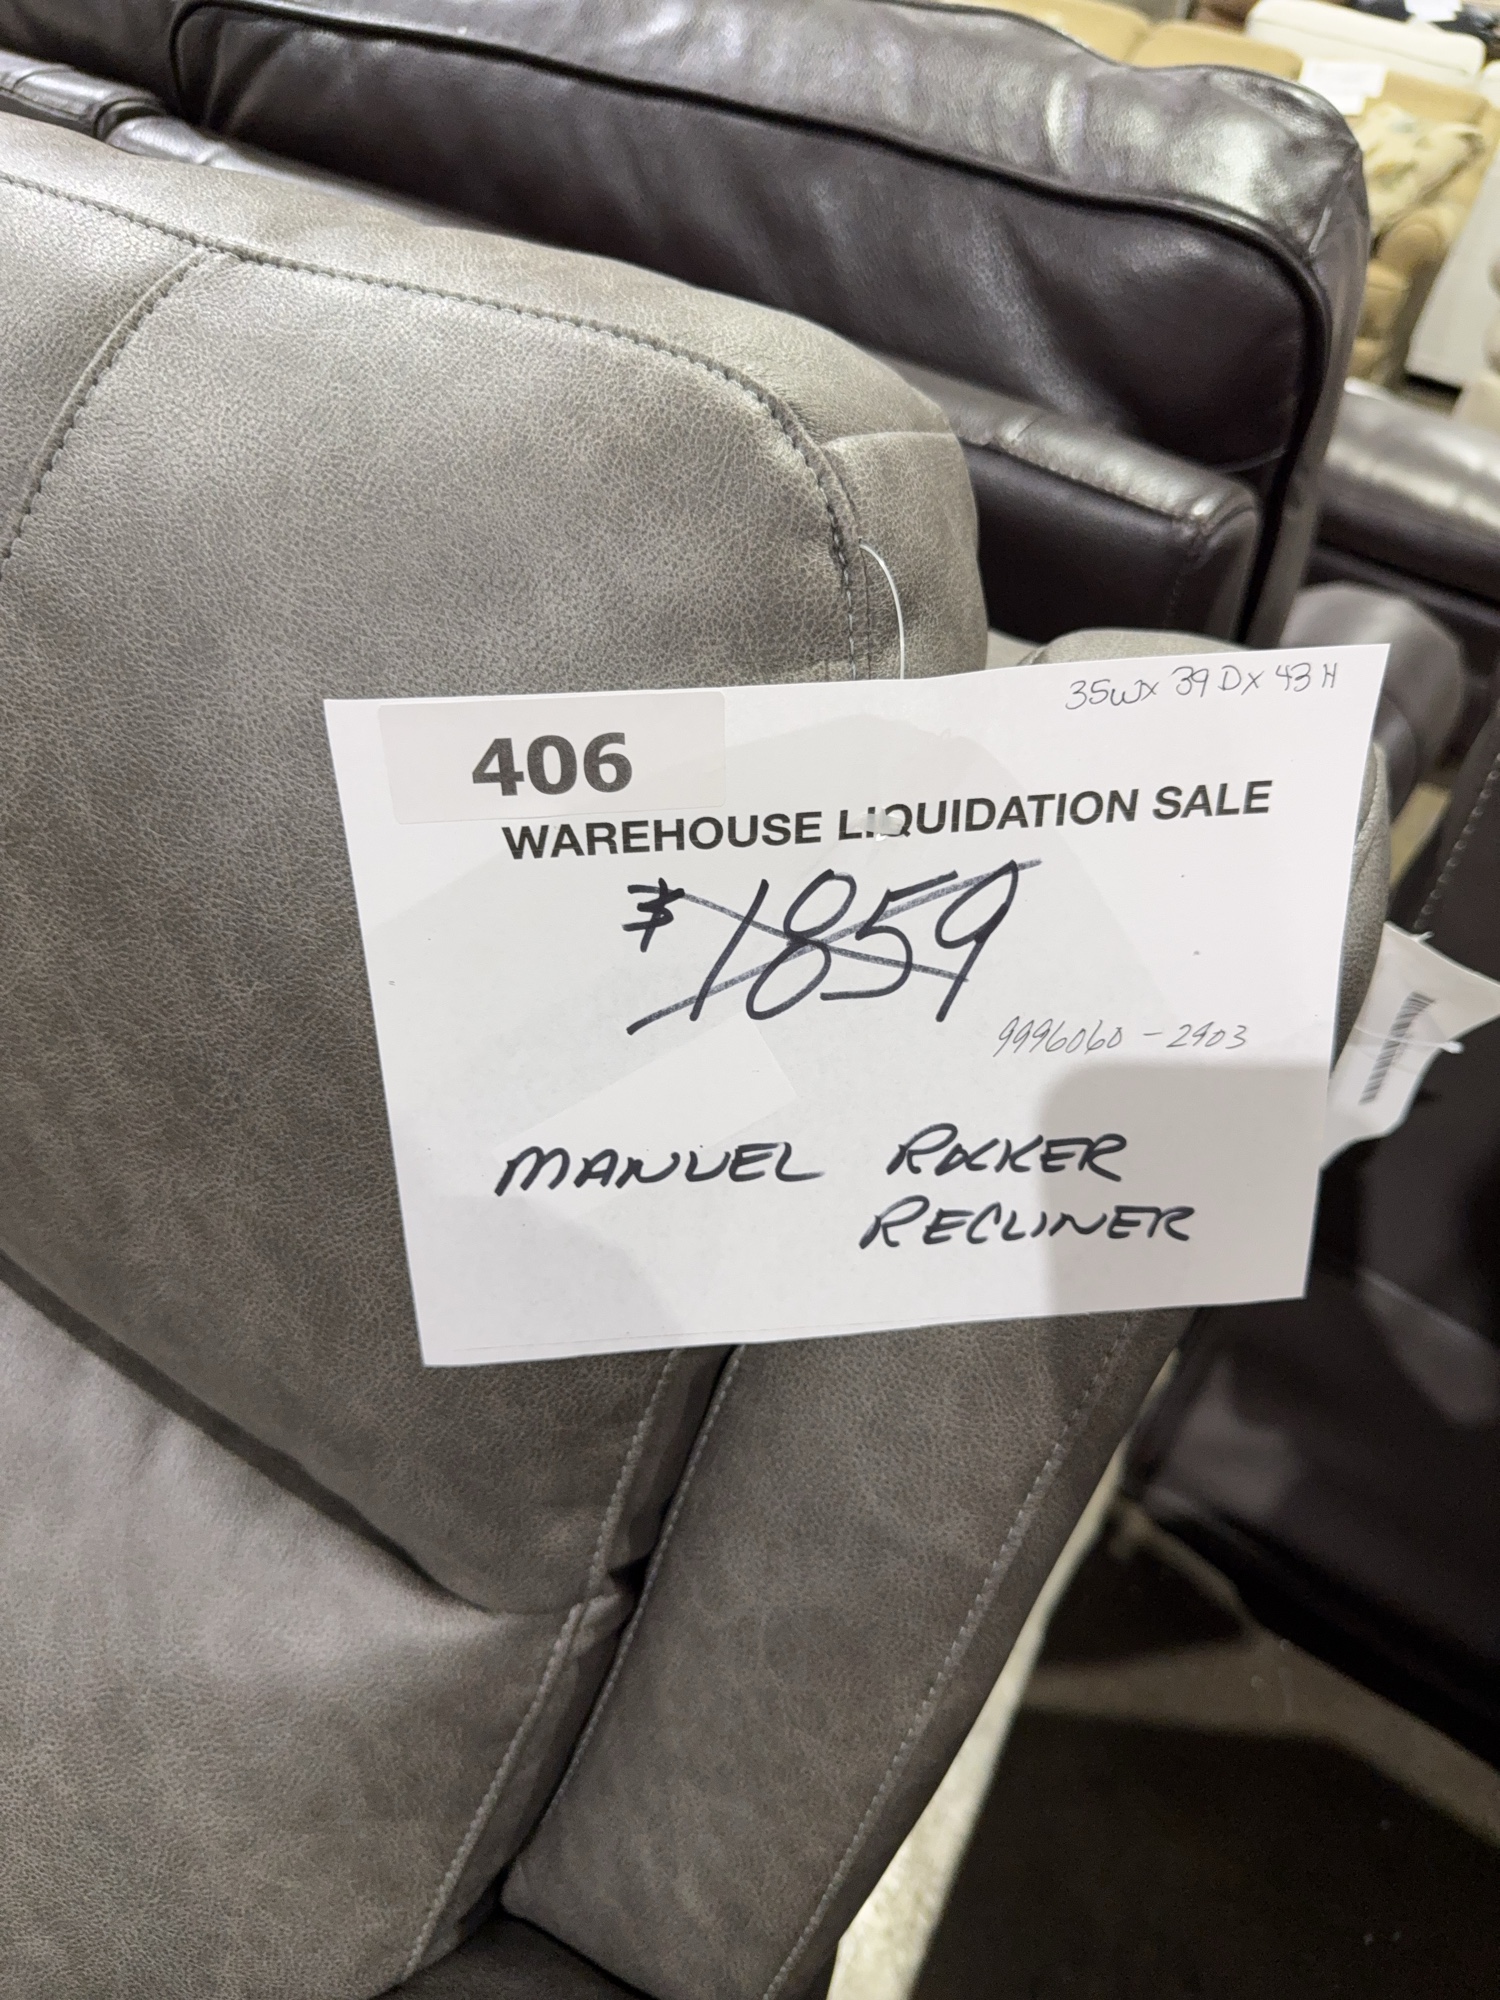 35W x 39D x 43H
406
WAREHOUSE LIQUIDATION SALE
$1859
9996060-2903
MANUEL ROCKER
RECLINER